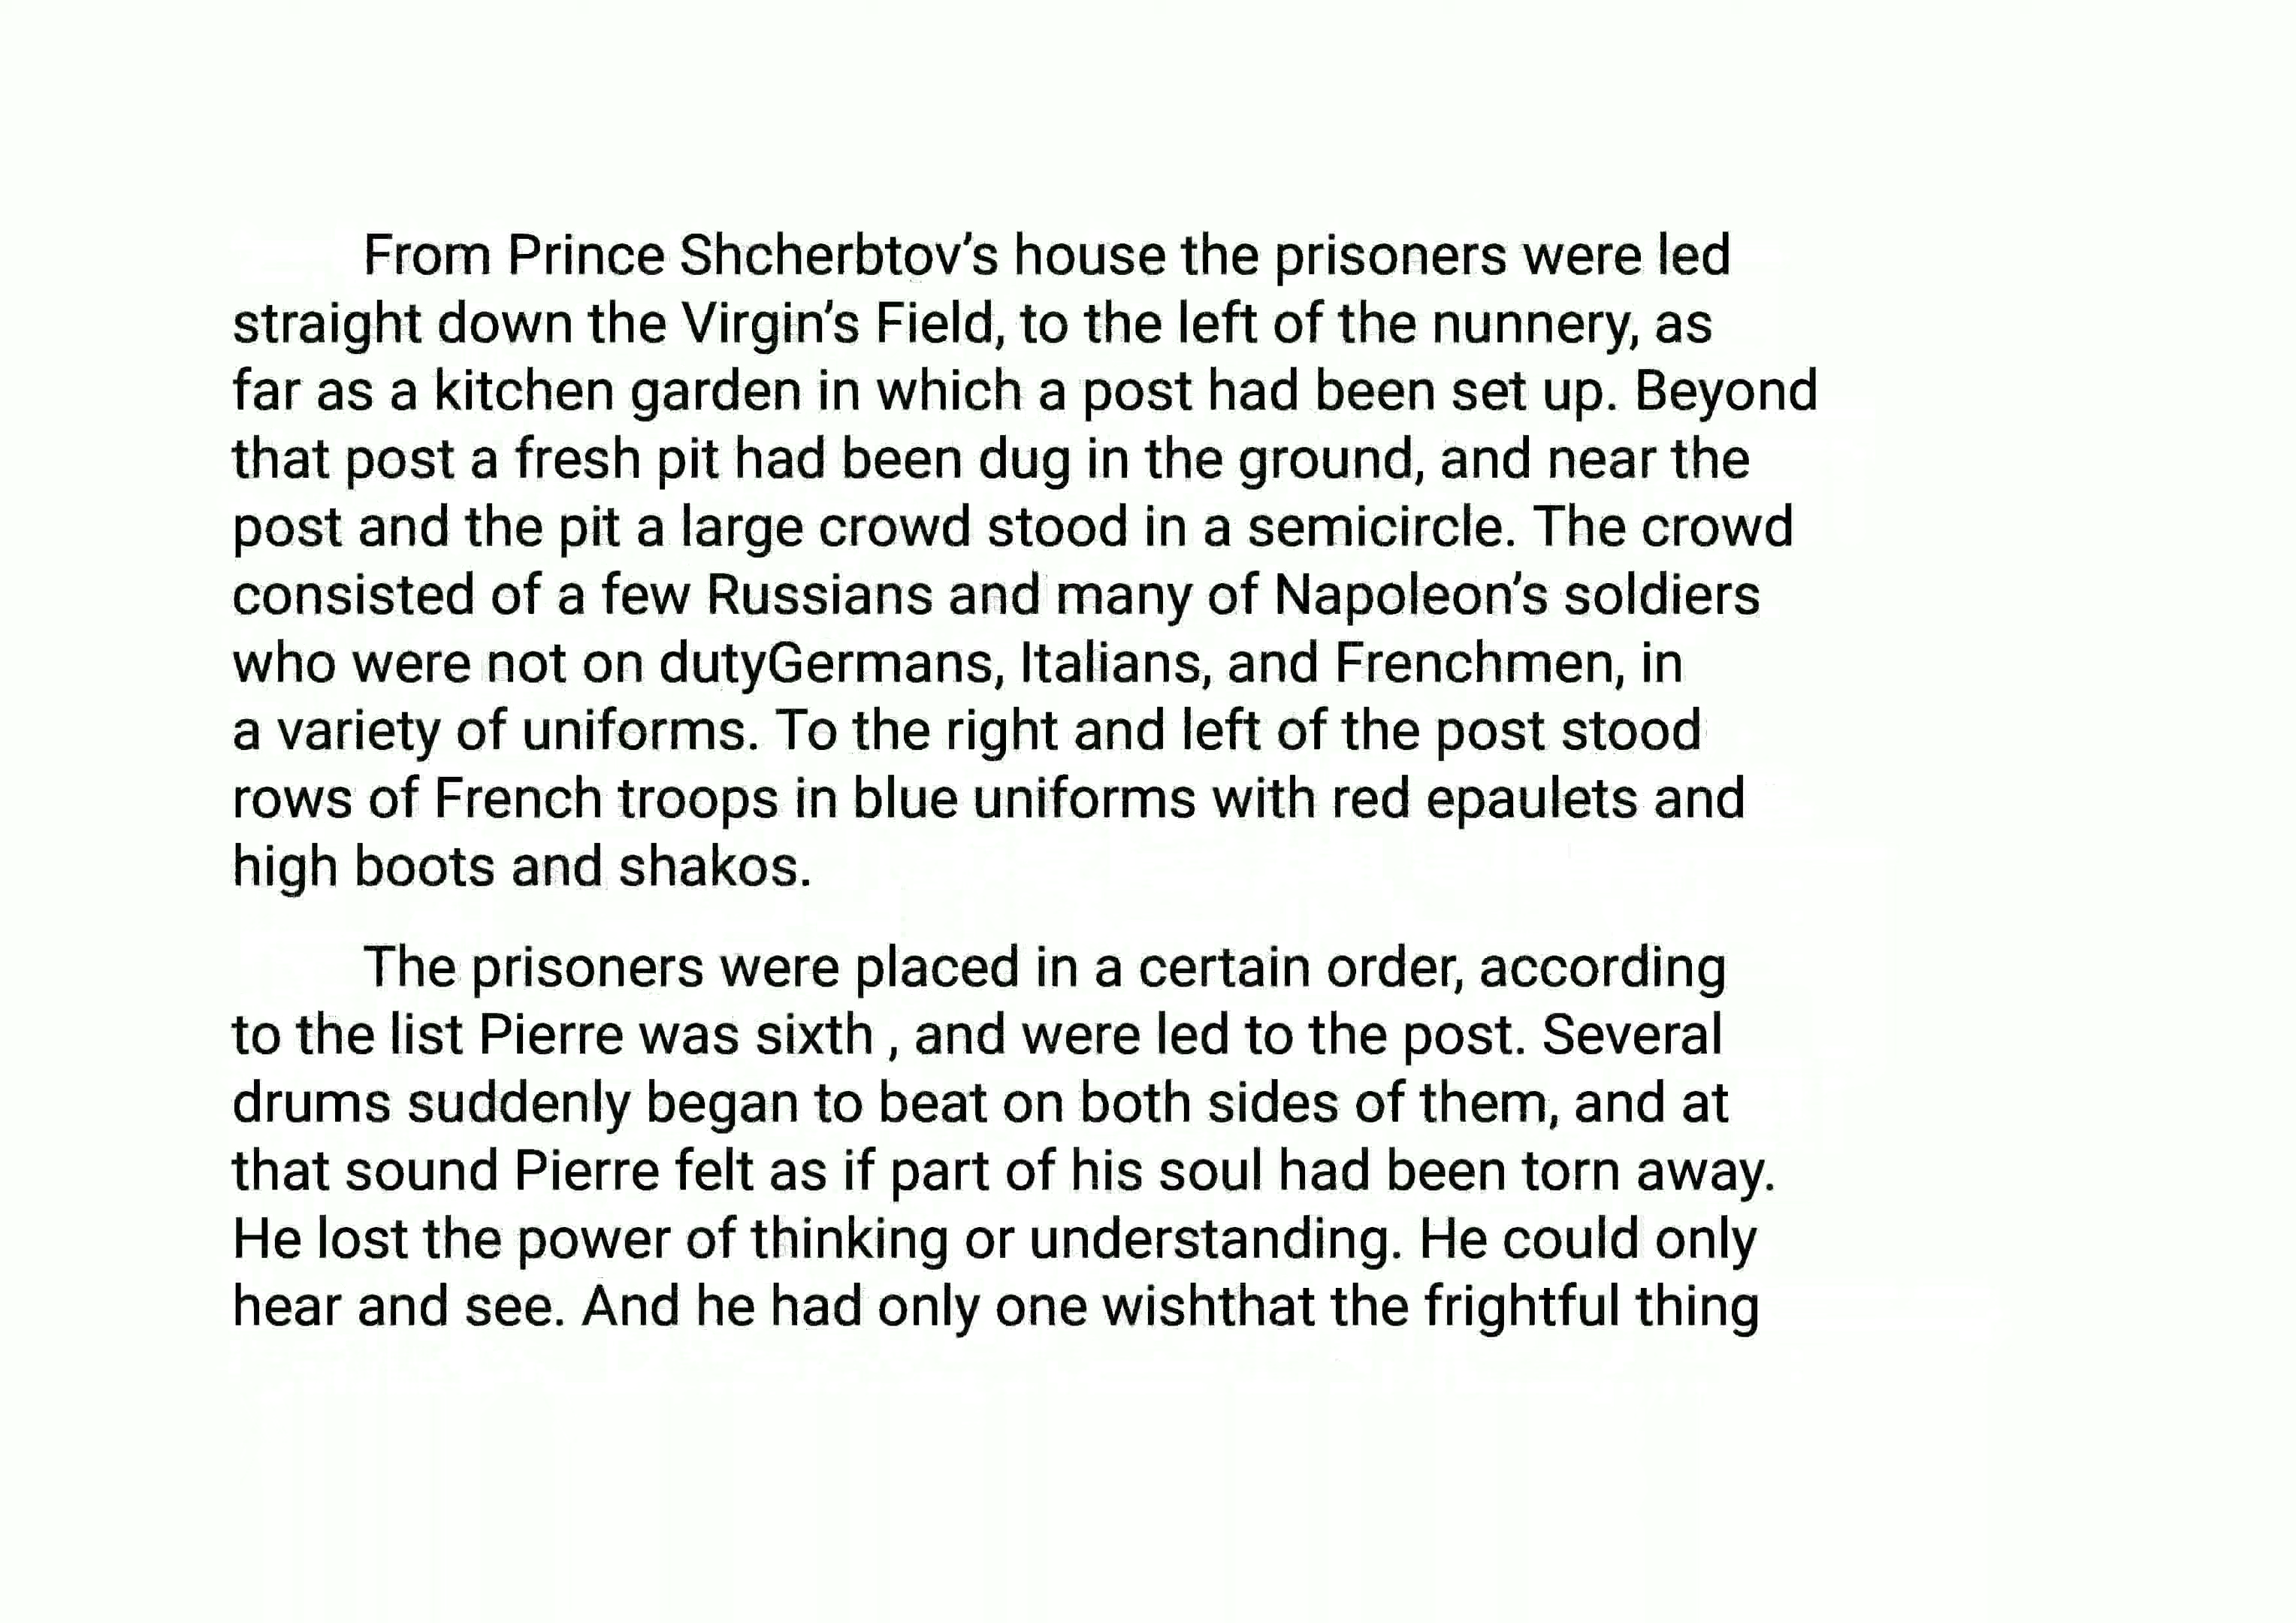 From Prince Shcherbtov’s house the prisoners were led
straight down the Virgin’s Field, to the left of the nunnery, as
far as a kitchen garden in which a post had been set up. Beyond
that post a fresh pit had been dug in the ground, and near the
post and the pit a large crowd stood in a semicircle. The crowd
consisted of a few Russians and many of Napoleon’s soldiers
who were not on dutyGermans, Italians, and Frenchmen, in
a variety of uniforms. To the right and left of the post stood
rows of French troops in blue uniforms with red epaulets and
high boots and shakos.
The prisoners were placed in a certain order, according
to the list Pierre was sixth , and were led to the post. Several
drums suddenly began to beat on both sides of them, and at
that sound Pierre felt as if part of his soul had been torn away.
He lost the power of thinking or understanding. He could only
hear and see. And he had only one wishthat the frightful thing